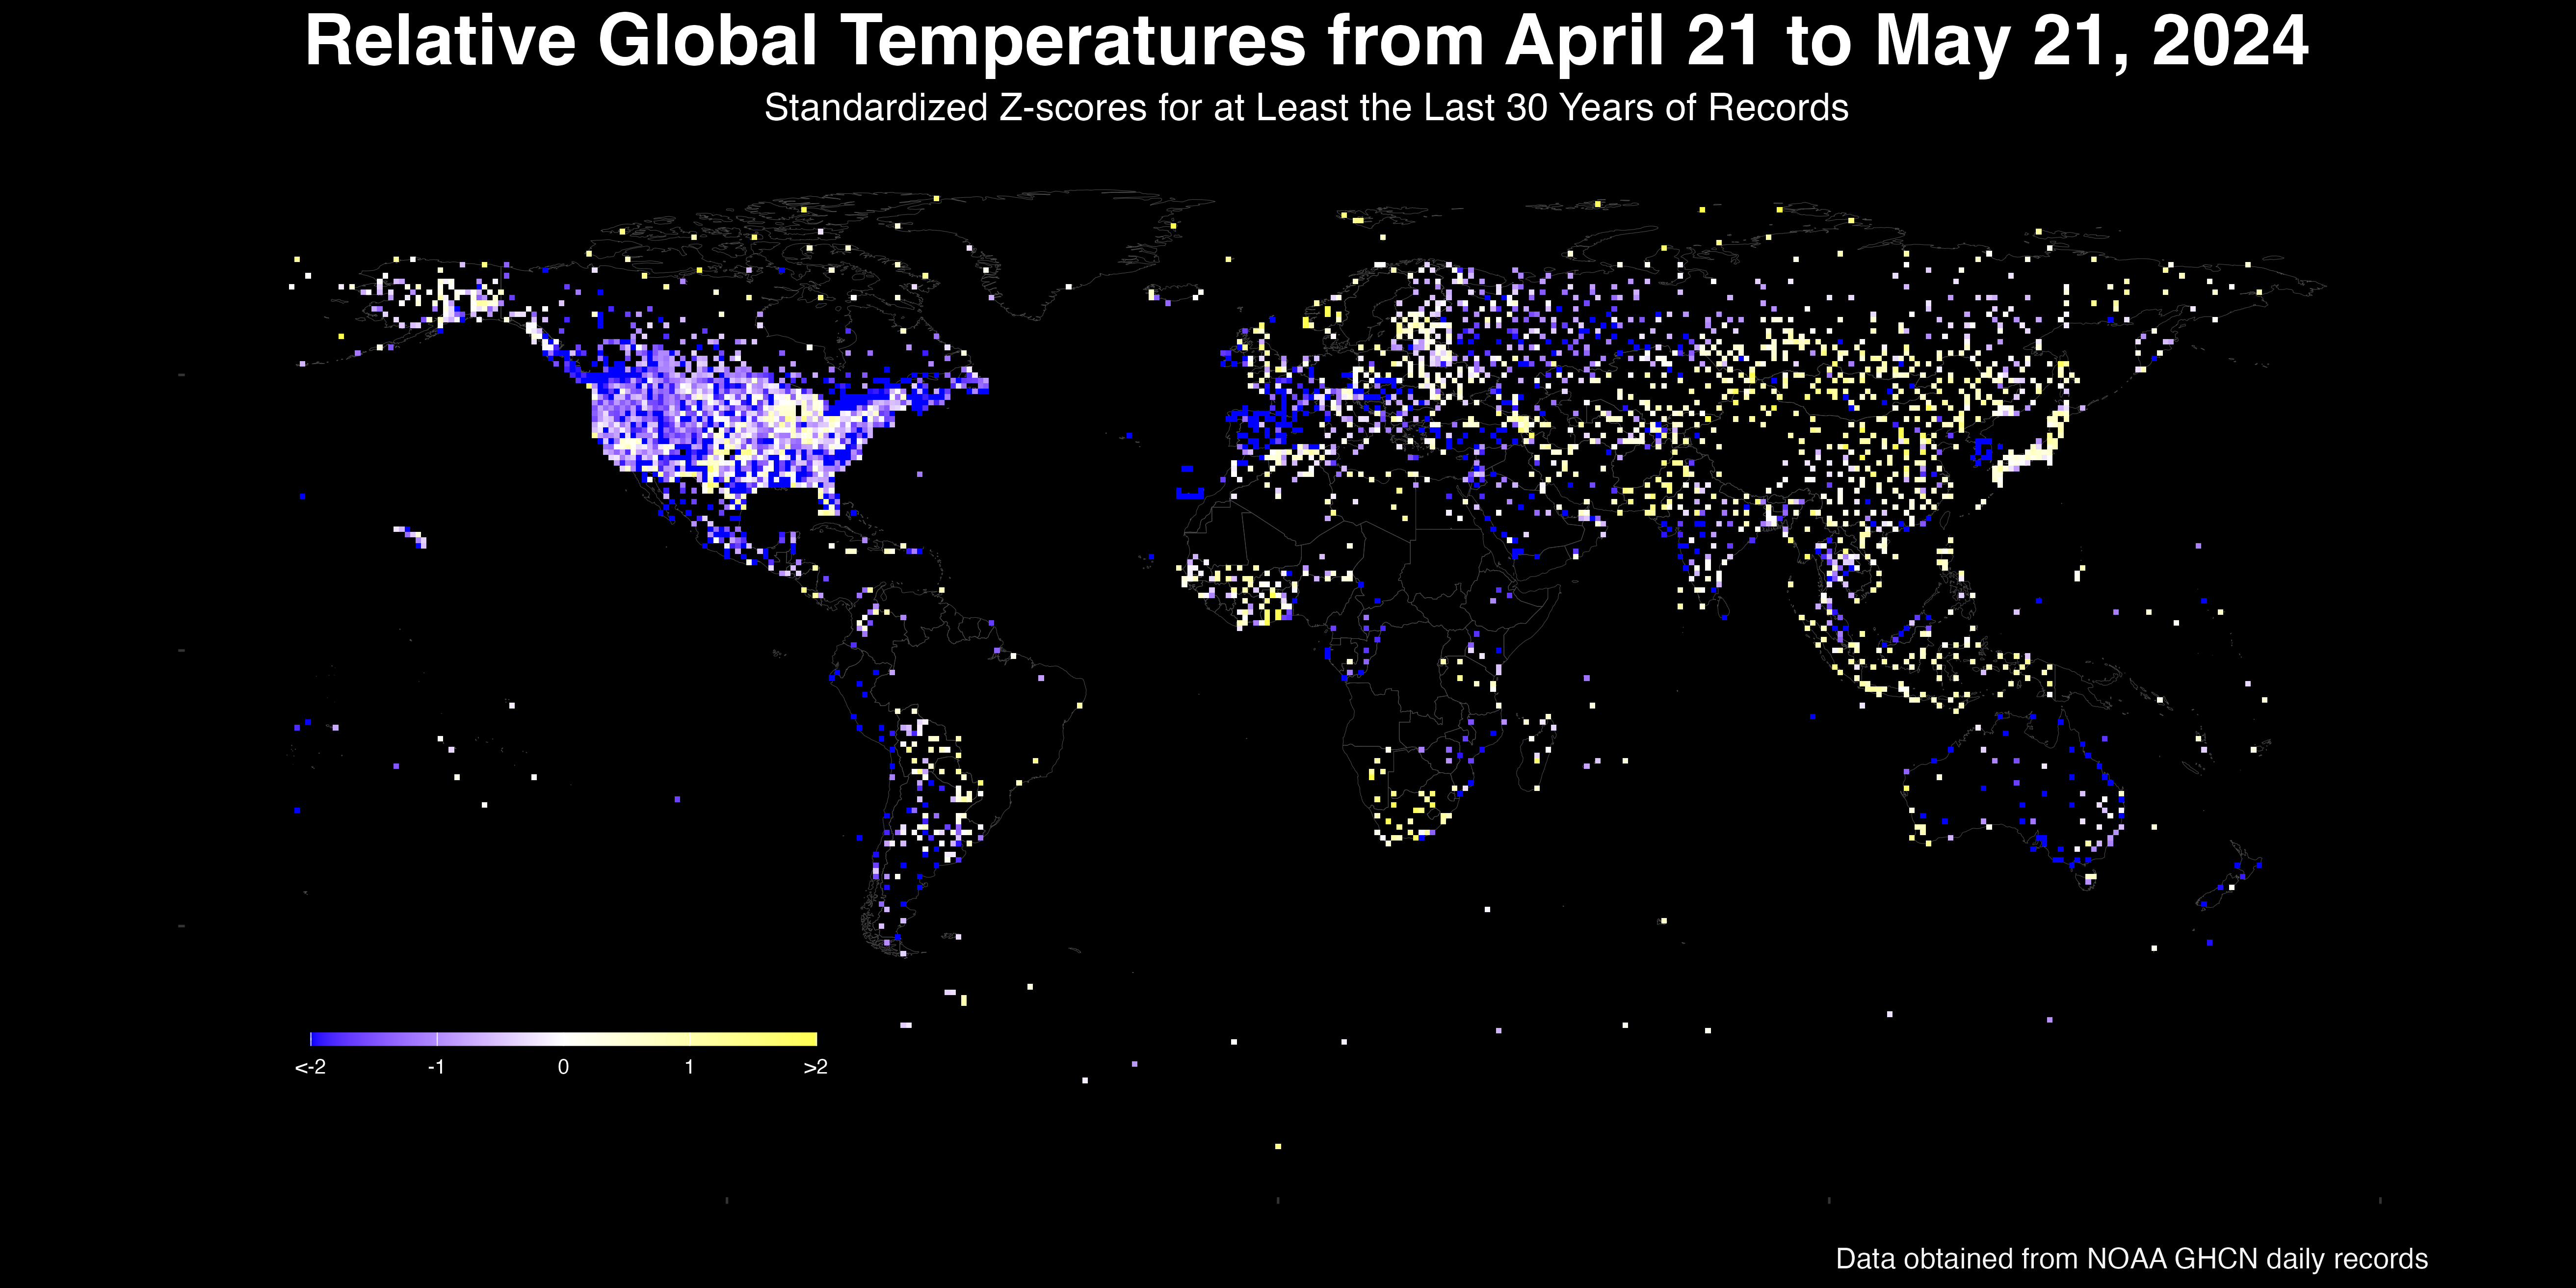 Relative Global Temperatures from April 21 to May 21, 2024
Standardized Z-scores for at Least the Last 30 Years of Records
<-2 -1 0 1 >2
Data obtained from NOAA GHCN daily records